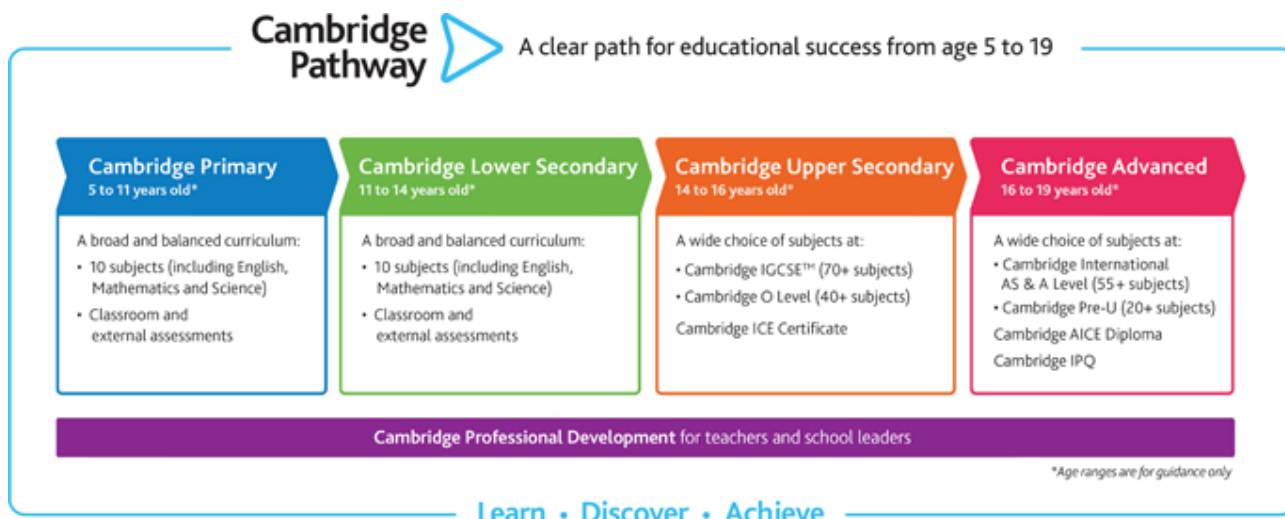 Cambridge
Pathway
A clear path for educational success from age 5 to 19
Cambridge Primary
5 to 11 years old*
A broad and balanced curriculum:
• 10 subjects (including English,
Mathematics and Science)
• Classroom and
external assessments
Cambridge Lower Secondary
11 to 14 years old*
A broad and balanced curriculum:
• 10 subjects (including English,
Mathematics and Science)
• Classroom and
external assessments
Cambridge Upper Secondary
14 to 16 years old*
A wide choice of subjects at:
• Cambridge IGCSE™ (70+ subjects)
• Cambridge O Level (40+ subjects)
Cambridge ICE Certificate
Cambridge Advanced
16 to 19 years old*
A wide choice of subjects at:
• Cambridge International
AS & A Level (55+ subjects)
• Cambridge Pre-U (20+ subjects)
Cambridge AICE Diploma
Cambridge IPQ
Cambridge Professional Development for teachers and school leaders
*Age ranges are for guidance only
Learn • Discover • Achieve